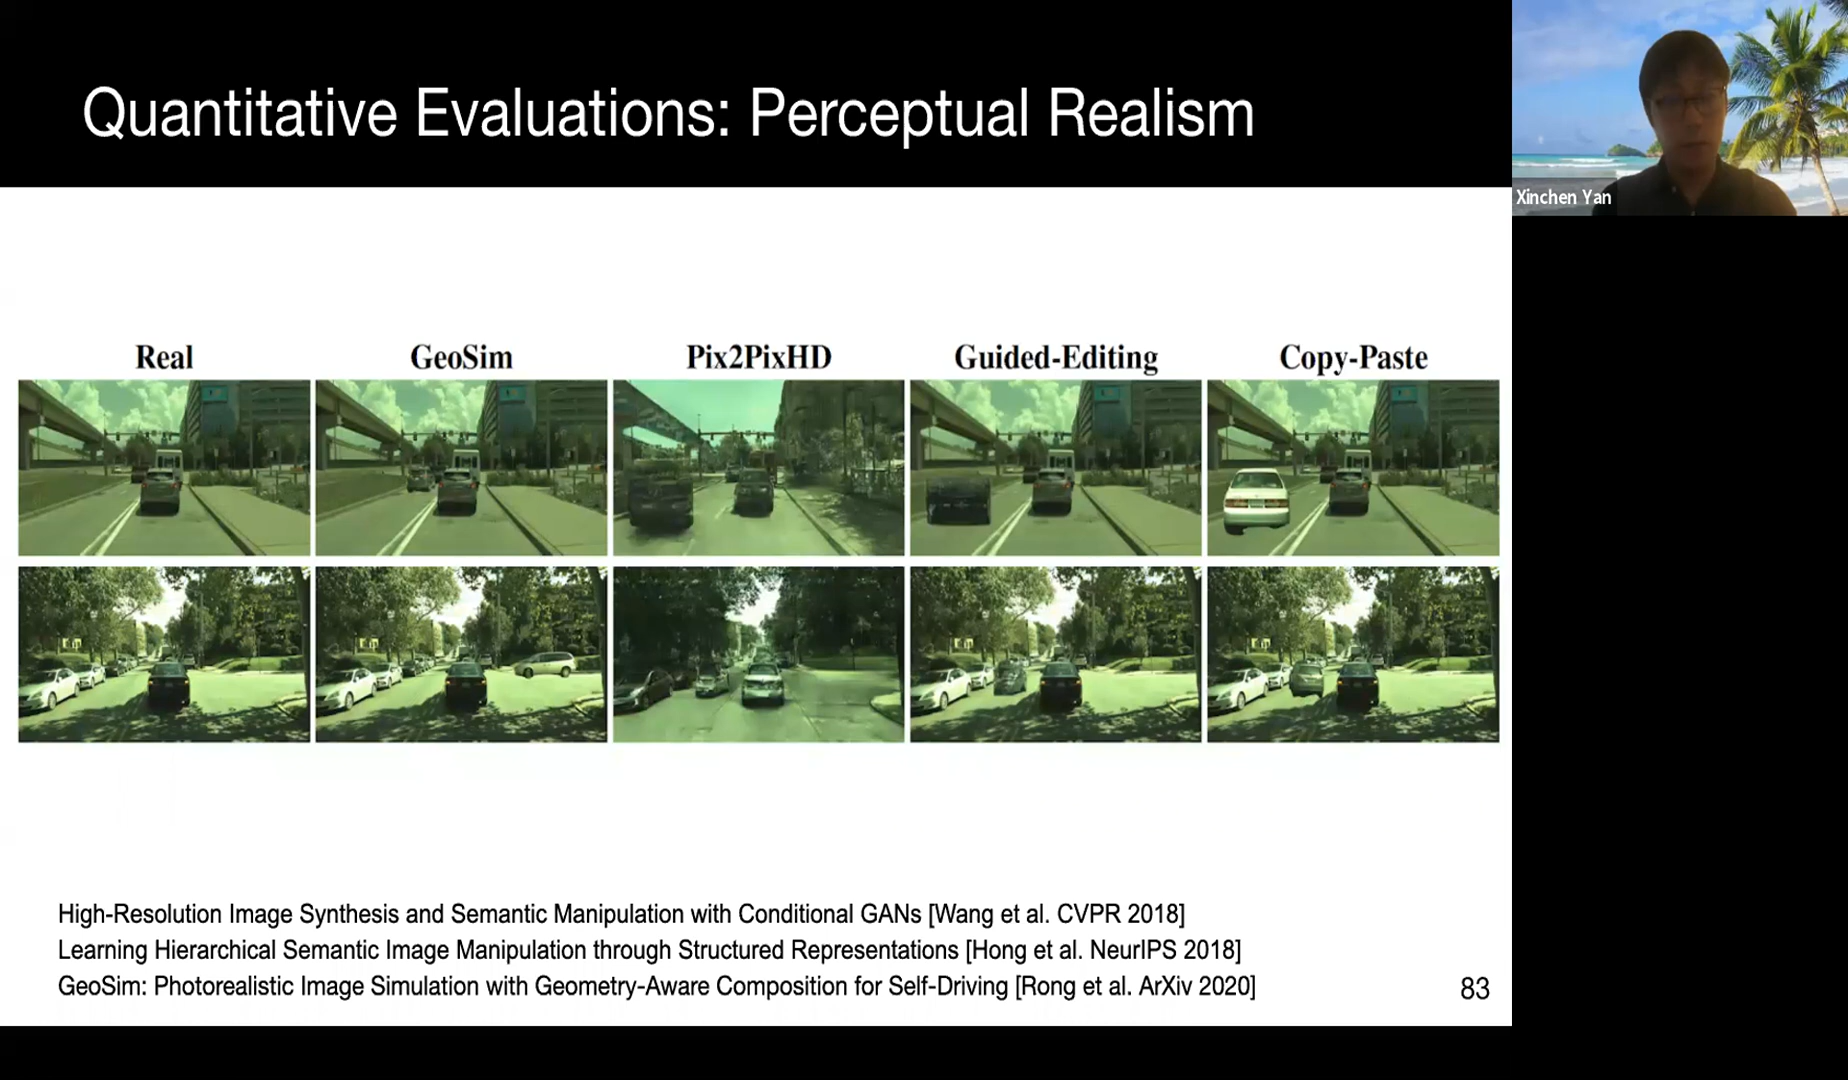 Quantitative Evaluations: Perceptual Realism
Xinchen Yan
Real GeoSim Pix2PixHD Guided-Editing Copy-Paste
High-Resolution Image Synthesis and Semantic Manipulation with Conditional GANs [Wang et al. CVPR 2018]
Learning Hierarchical Semantic Image Manipulation through Structured Representations [Hong et al. NeurIPS 2018]
GeoSim: Photorealistic Image Simulation with Geometry-Aware Composition for Self-Driving [Rong et al. ArXiv 2020]
83